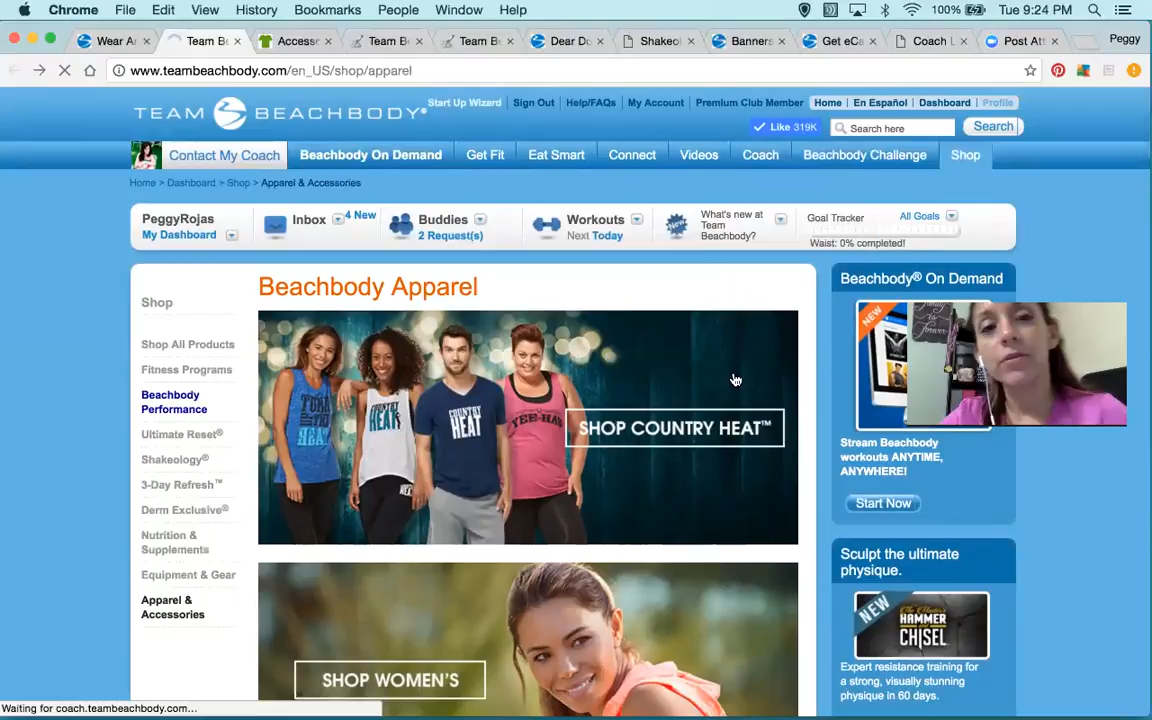 Chrome File Edit View History Bookmarks People Window Help 100% Tue 9:24 PM
Wear A Team B Access Team B Team B Dear D Shakeol Banners Get eCa Coach L Post Att Peggy
www.teambeachbody.com/en_US/shop/apparel
TEAM BEACHBODY®
Start Up Wizard Sign Out Help/FAQs My Account Premium Club Member Home En Español Dashboard Profile
Like 319K Search here Search
Contact My Coach Beachbody On Demand Get Fit Eat Smart Connect Videos Coach Beachbody Challenge Shop
Home > Dashboard > Shop > Apparel & Accessories
PeggyRojas
My Dashboard
Inbox 4 New
Buddies
2 Request(s)
Workouts
Next Today
What's new at
Team
Beachbody?
Goal Tracker All Goals
Waist: 0% completed!
Shop
Shop All Products
Fitness Programs
Beachbody
Performance
Ultimate Reset®
Shakeology®
3-Day Refresh™
Derm Exclusive®
Nutrition &
Supplements
Equipment & Gear
Apparel &
Accessories
Beachbody Apparel
COUNTRY
HEAT
COUNTRY
HEAT
YEE-HAW
SHOP COUNTRY HEAT™
SHOP WOMEN'S
Beachbody® On Demand
NEW
Stream Beachbody
workouts ANYTIME,
ANYWHERE!
Start Now
Sculpt the ultimate
physique.
NEW
The Master's
HAMMER
AND
CHISEL
Expert resistance training for
a strong, visually stunning
physique in 60 days.
Waiting for coach.teambeachbody.com...